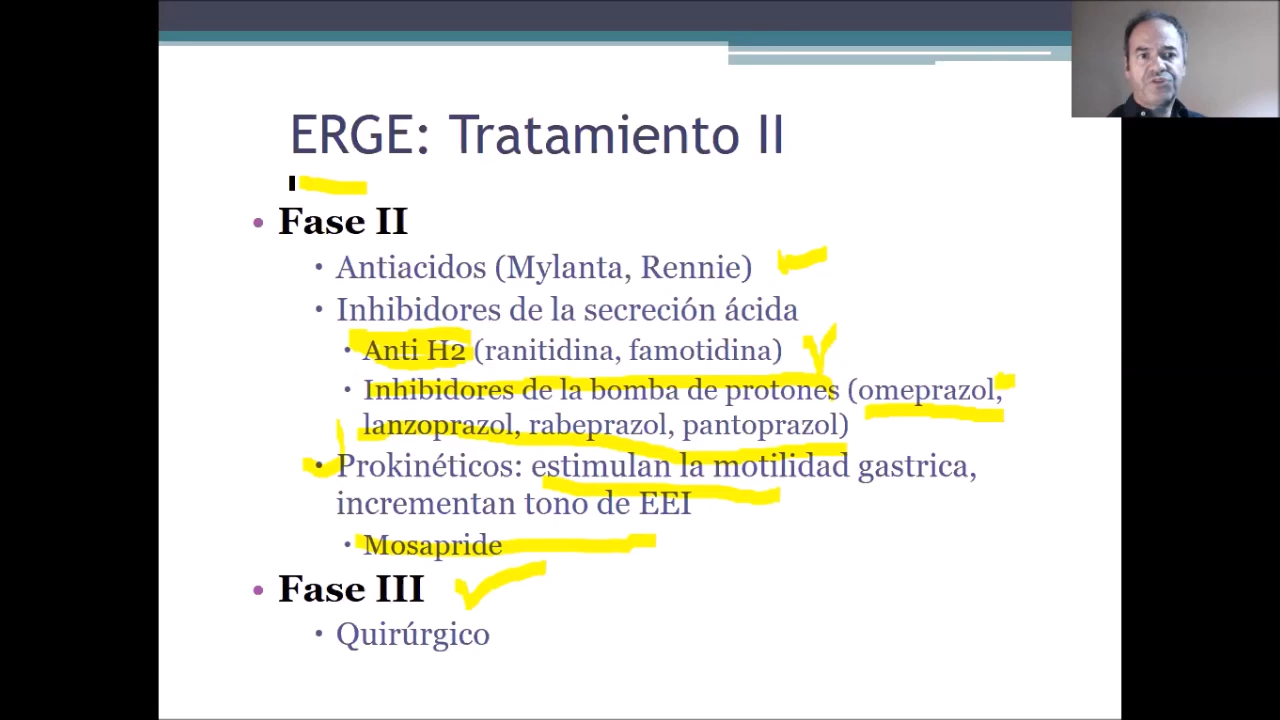 ERGE: Tratamiento II
• Fase II
• Antiacidos (Mylanta, Rennie)
• Inhibidores de la secreción ácida
• Anti H2 (ranitidina, famotidina)
• Inhibidores de la bomba de protones (omeprazol,
lanzoprazol, rabeprazol, pantoprazol)
• Prokinéticos: estimulan la motilidad gastrica,
incrementan tono de EEI
• Mosapride
• Fase III
• Quirúrgico